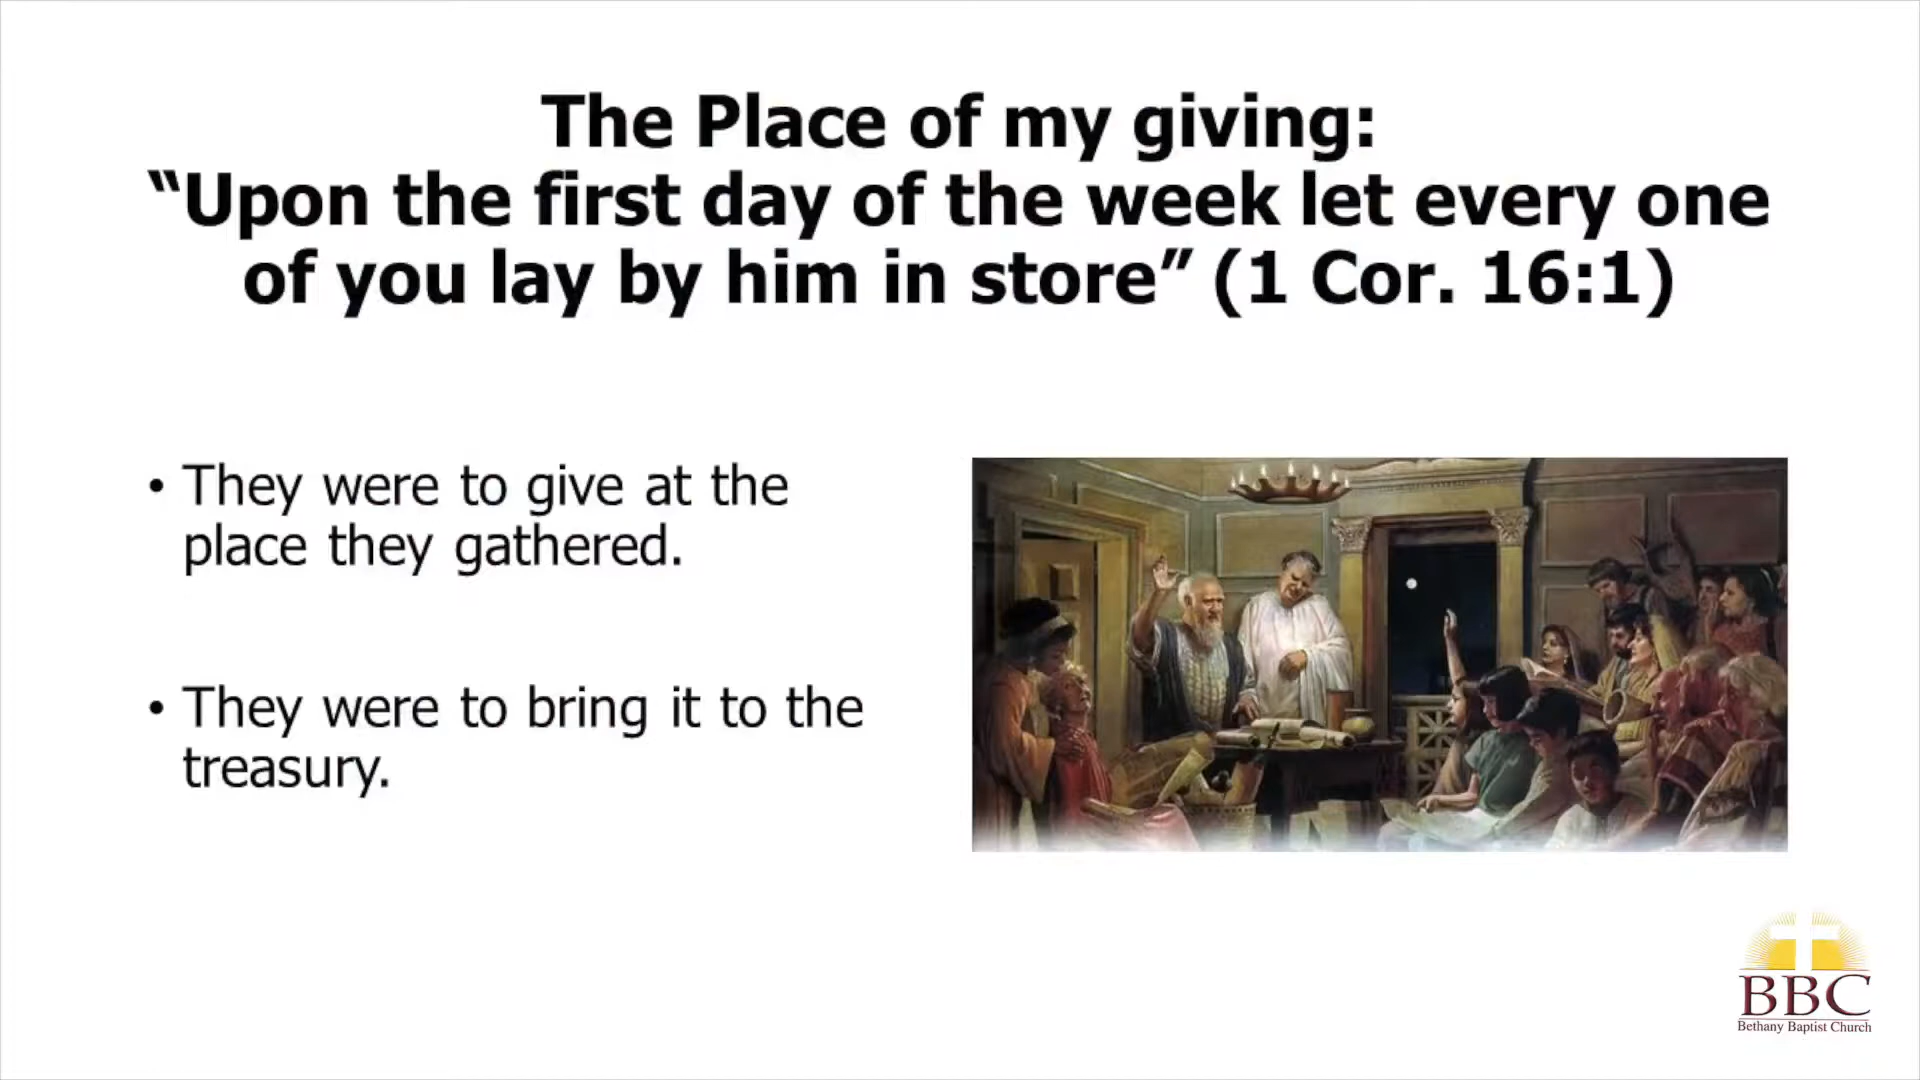 The Place of my giving:
“Upon the first day of the week let every one
of you lay by him in store” (1 Cor. 16:1)
• They were to give at the
place they gathered.
• They were to bring it to the
treasury.
BBC
Bethany Baptist Church